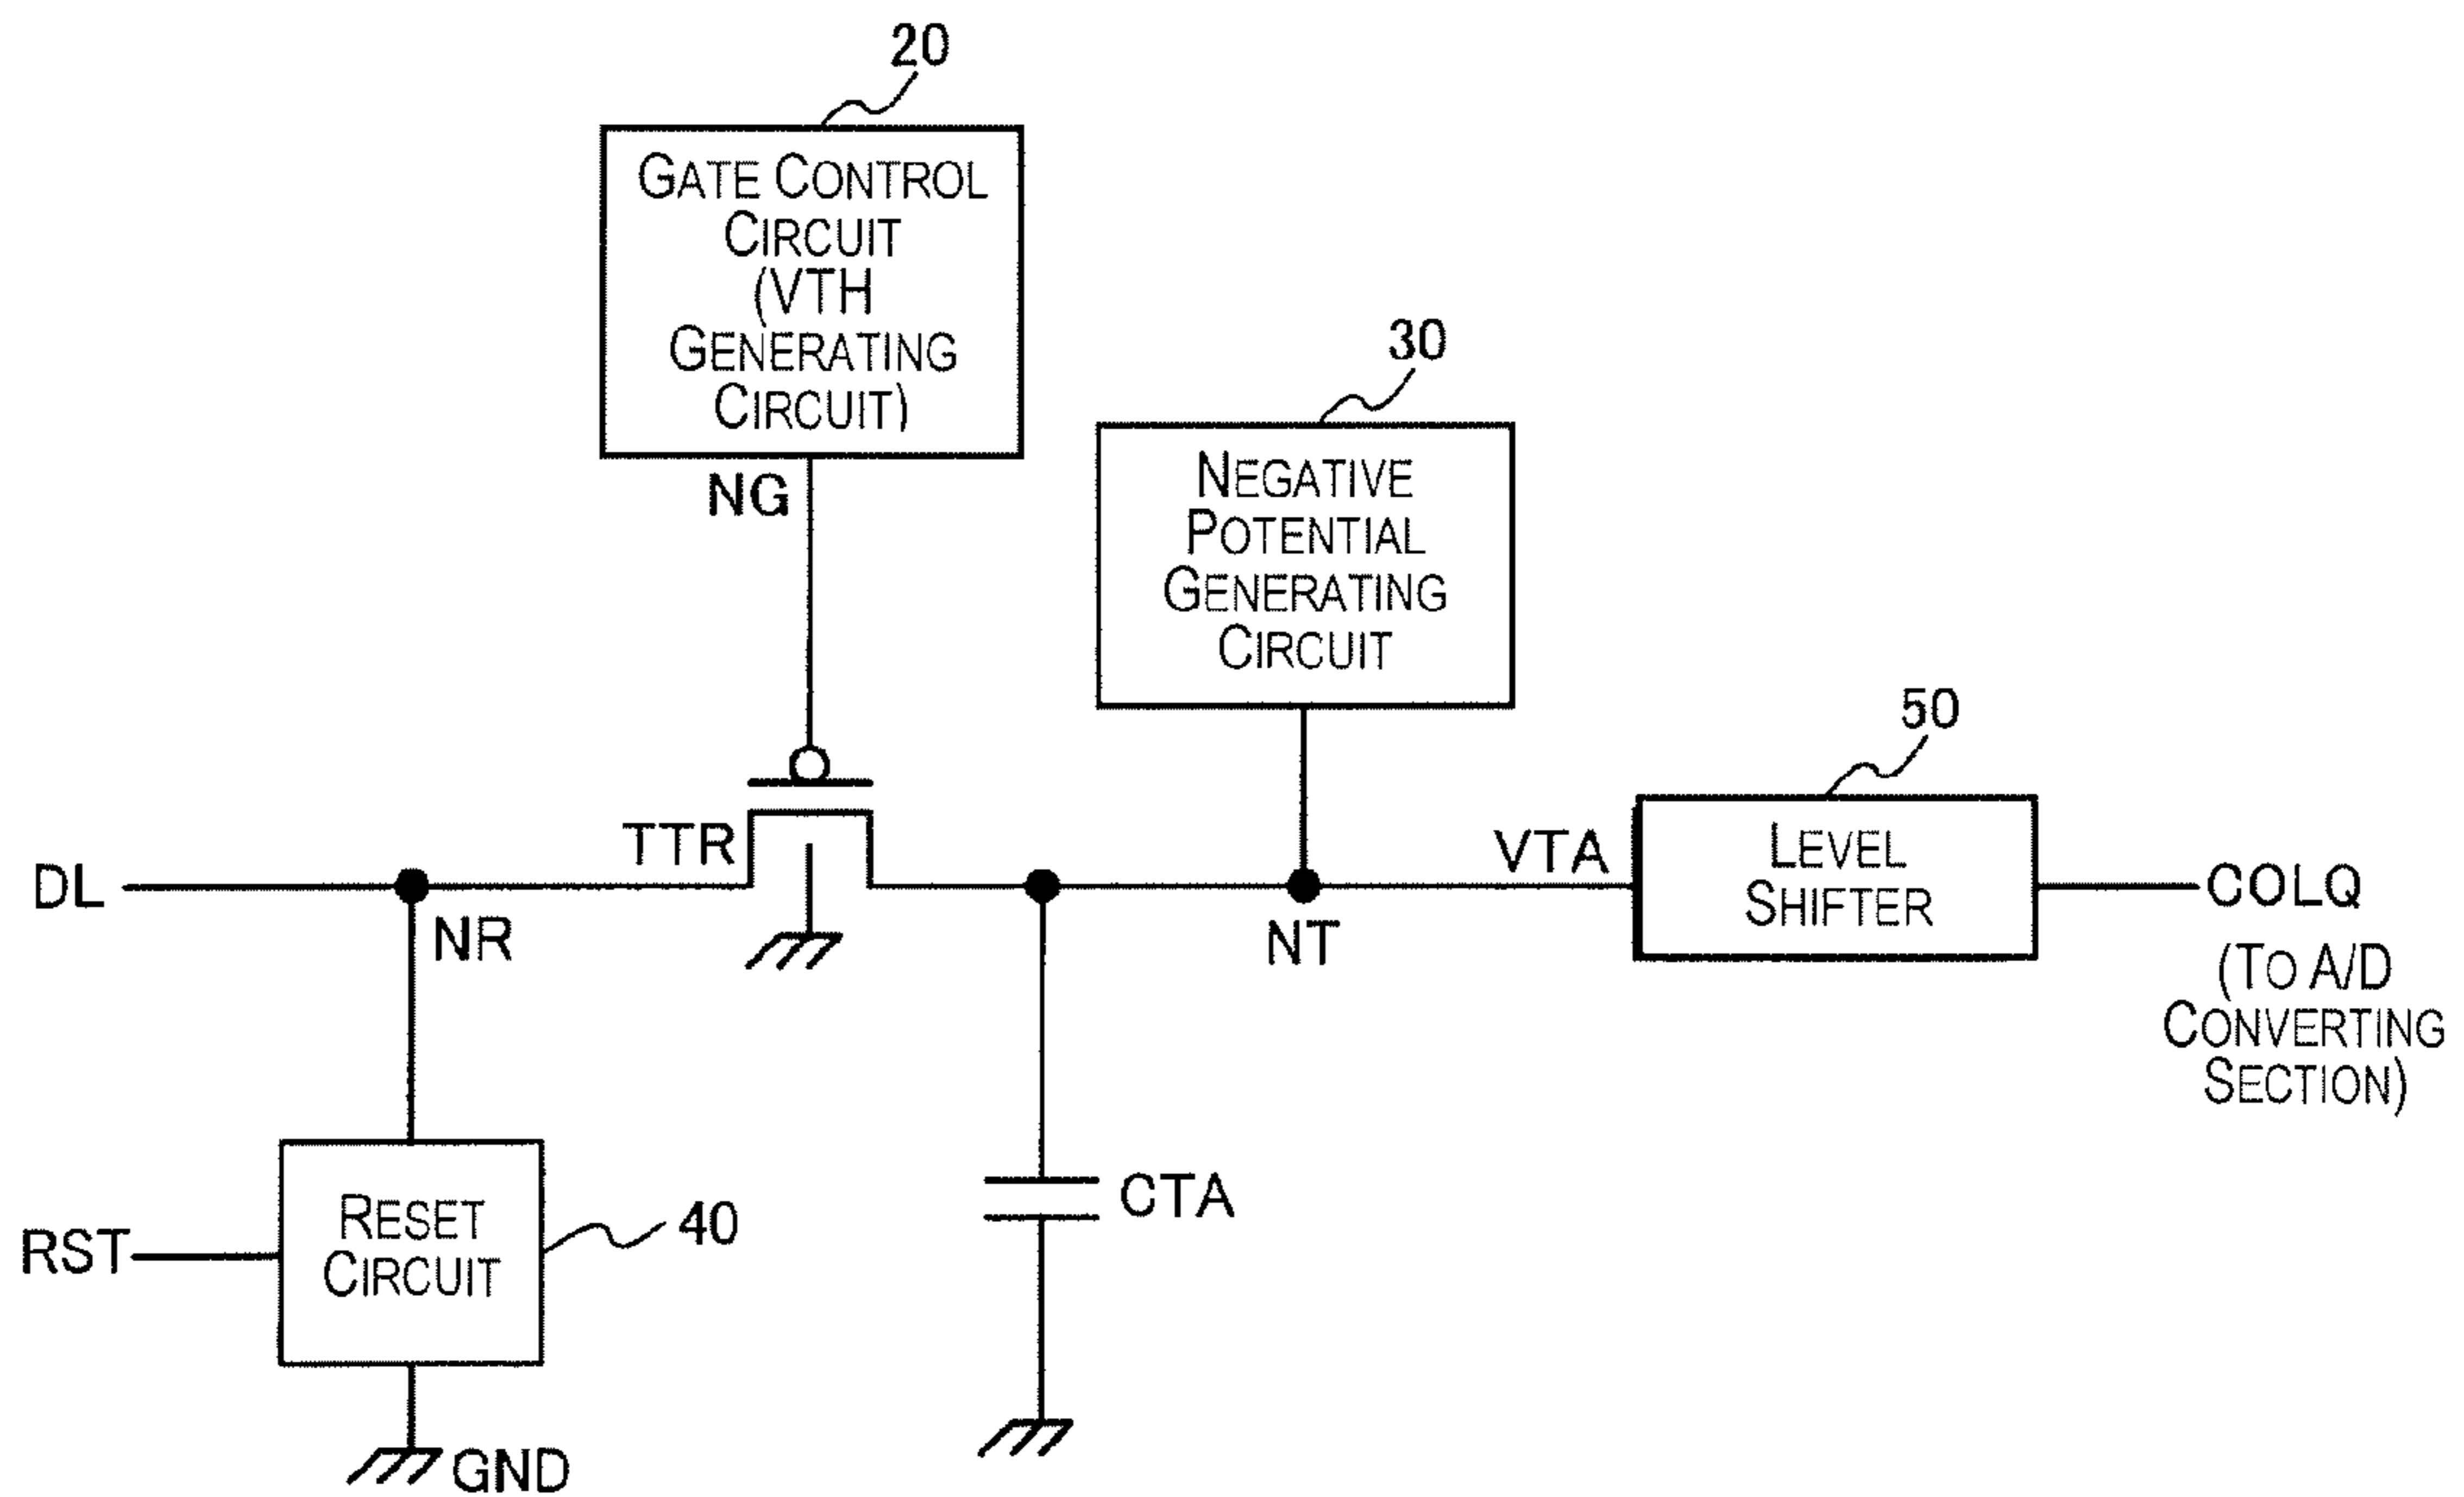 20
GATE CONTROL
CIRCUIT
(VTH
GENERATING
CIRCUIT)
NG
30
NEGATIVE
POTENTIAL
GENERATING
CIRCUIT
50
TTR
VTA
LEVEL
SHIFTER
DL
NR
NT
COLQ
(TO A/D
CONVERTING
SECTION)
RST
RESET
CIRCUIT
40
CTA
GND